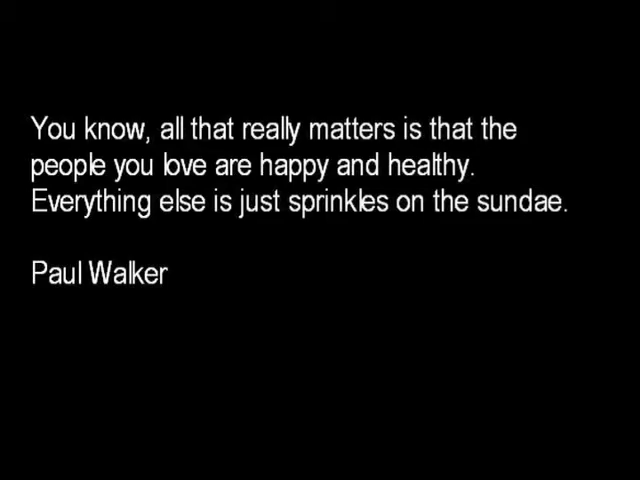 You know, all that really matters is that the
people you love are happy and healthy.
Everything else is just sprinkles on the sundae.
Paul Walker